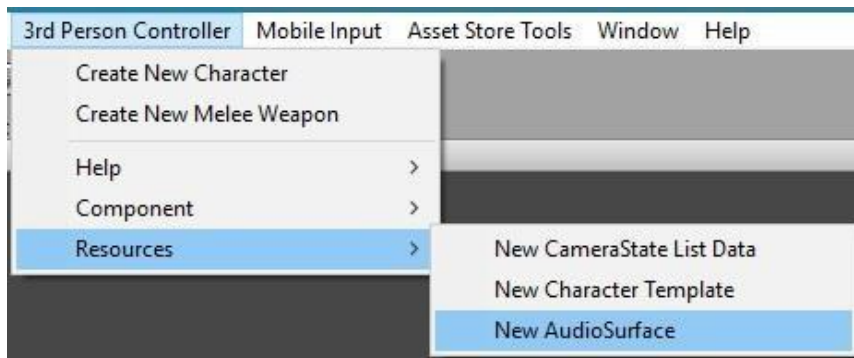 3rd Person Controller Mobile Input Asset Store Tools Window Help
Create New Character
Create New Melee Weapon
Help
Component
Resources
New CameraState List Data
New Character Template
New AudioSurface